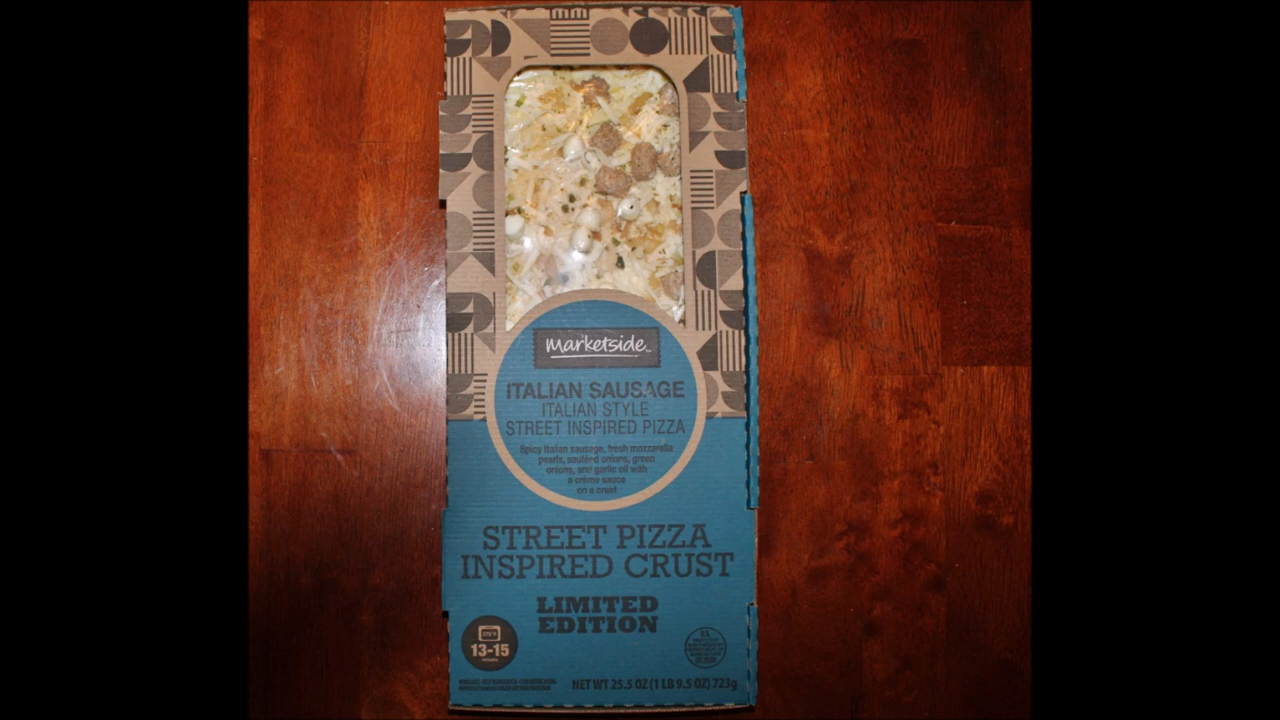 marketside
ITALIAN SAUSAGE
ITALIAN STYLE
STREET INSPIRED PIZZA
Spicy Italian sausage, fresh mozzarella
pearls, sautéed onions, green
onions, and garlic oil with
a crème sauce
on a crust
STREET PIZZA
INSPIRED CRUST
LIMITED
EDITION
13-15
NET WT 25.5 OZ (1 LB 9.5 OZ) 723g